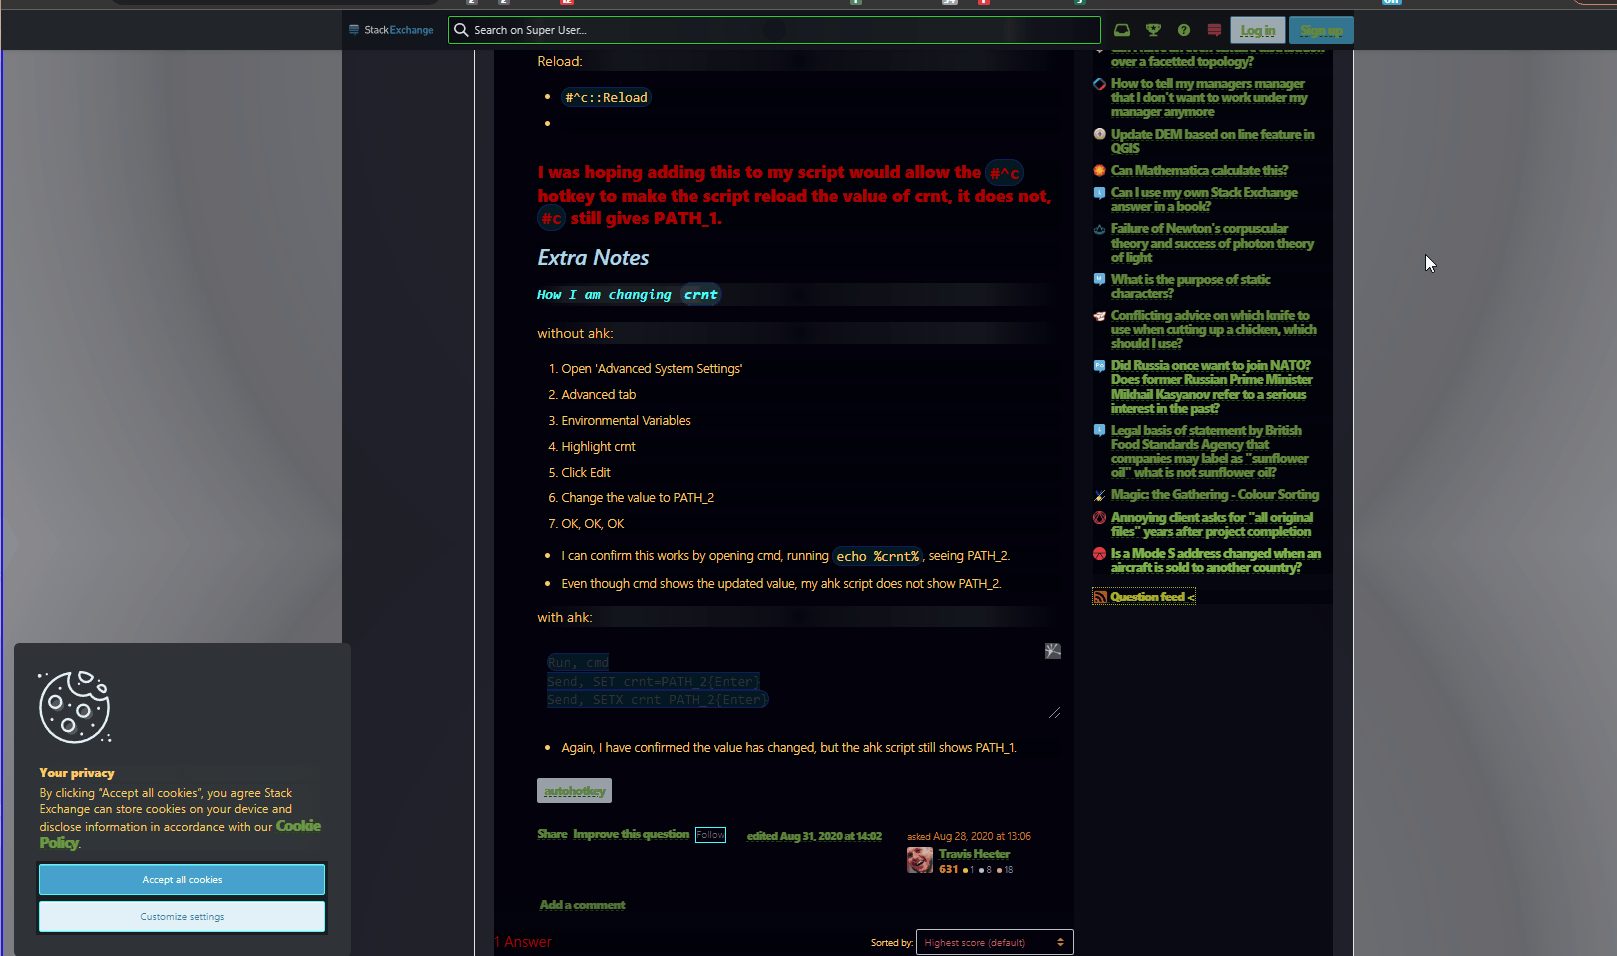 StackExchange
Search on Super User...
Log in
Sign up
Reload:
#^c::Reload
I was hoping adding this to my script would allow the #^c
hotkey to make the script reload the value of crnt, it does not,
#c still gives PATH_1.
Extra Notes
How I am changing crnt
without ahk:
1. Open 'Advanced System Settings'
2. Advanced tab
3. Environmental Variables
4. Highlight crnt
5. Click Edit
6. Change the value to PATH_2
7. OK, OK, OK
I can confirm this works by opening cmd, running echo %crnt%, seeing PATH_2.
Even though cmd shows the updated value, my ahk script does not show PATH_2.
with ahk:
Run, cmd
Send, SET crnt=PATH_2{Enter}
Send, SETX crnt PATH_2{Enter}
Again, I have confirmed the value has changed, but the ahk script still shows PATH_1.
autohotkey
Share Improve this question Follow
edited Aug 31, 2020 at 14:02
asked Aug 28, 2020 at 13:06
Travis Heeter
631 1 8 18
Add a comment
1 Answer
Sorted by:
Highest score (default)
over a facetted topology?
How to tell my managers manager
that I don't want to work under my
manager anymore
Update DEM based on line feature in
QGIS
Can Mathematica calculate this?
Can I use my own Stack Exchange
answer in a book?
Failure of Newton's corpuscular
theory and success of photon theory
of light
What is the purpose of static
characters?
Conflicting advice on which knife to
use when cutting up a chicken, which
should I use?
Did Russia once want to join NATO?
Does former Russian Prime Minister
Mikhail Kasyanov refer to a serious
interest in the past?
Legal basis of statement by British
Food Standards Agency that
companies may label as "sunflower
oil" what is not sunflower oil?
Magic: the Gathering - Colour Sorting
Annoying client asks for "all original
files" years after project completion
Is a Mode S address changed when an
aircraft is sold to another country?
Question feed <
Your privacy
By clicking "Accept all cookies", you agree Stack
Exchange can store cookies on your device and
disclose information in accordance with our Cookie
Policy.
Accept all cookies
Customize settings